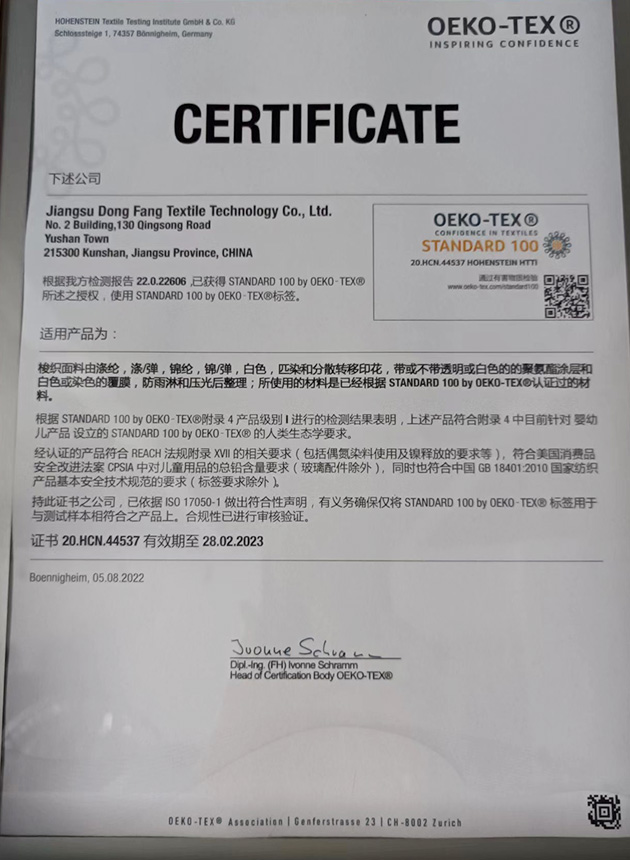 HOHENSTEIN Textile Testing Institute GmbH & Co. KG
Schlosssteige 1, 74357 Bönnigheim, Germany
OEKO-TEX®
INSPIRING CONFIDENCE
CERTIFICATE
下述公司
Jiangsu Dong Fang Textile Technology Co., Ltd.
No. 2 Building,130 Qingsong Road
Yushan Town
215300 Kunshan, Jiangsu Province, CHINA
OEKO-TEX®
CONFIDENCE IN TEXTILES
STANDARD 100
20.HCN.44537 HOHENSTEIN HTTI
通过有害物质检验
www.oeko-tex.com/standard100
根据我方检测报告 22.0.22606,已获得 STANDARD 100 by OEKO-TEX®
所述之授权，使用 STANDARD 100 by OEKO-TEX®标签。
适用产品为：
梭织面料由涤纶，涤/弹，锦纶，锦/弹，白色，匹染和分散转移印花，带或不带透明或白色的的聚氨酯涂层和
白色或染色的覆膜，防雨淋和压光后整理；所使用的材料是已经根据 STANDARD 100 by OEKO-TEX®认证过的材
料。
根据 STANDARD 100 by OEKO-TEX®附录 4 产品级别 I 进行的检测结果表明，上述产品符合附录 4 中目前针对 婴幼
儿产品 设立的 STANDARD 100 by OEKO-TEX® 的人类生态学要求。
经认证的产品符合 REACH 法规附录 XVII 的相关要求（包括偶氮染料使用及镍释放的要求等），符合美国消费品
安全改进法案 CPSIA 中对儿童用品的总铅含量要求（玻璃配件除外），同时也符合中国 GB 18401:2010 国家纺织
产品基本安全技术规范的要求（标签要求除外）。
持此证书之公司，已依据 ISO 17050-1 做出符合性声明，有义务确保仅将 STANDARD 100 by OEKO-TEX® 标签用于
与测试样本相符合之产品上。合规性已进行审核验证。
证书 20.HCN.44537 有效期至 28.02.2023
Boennigheim, 05.08.2022
Ivonne Schramm
Dipl.-Ing. (FH) Ivonne Schramm
Head of Certification Body OEKO-TEX®
OEKO-TEX® Association | Genferstrasse 23 | CH-8002 Zurich